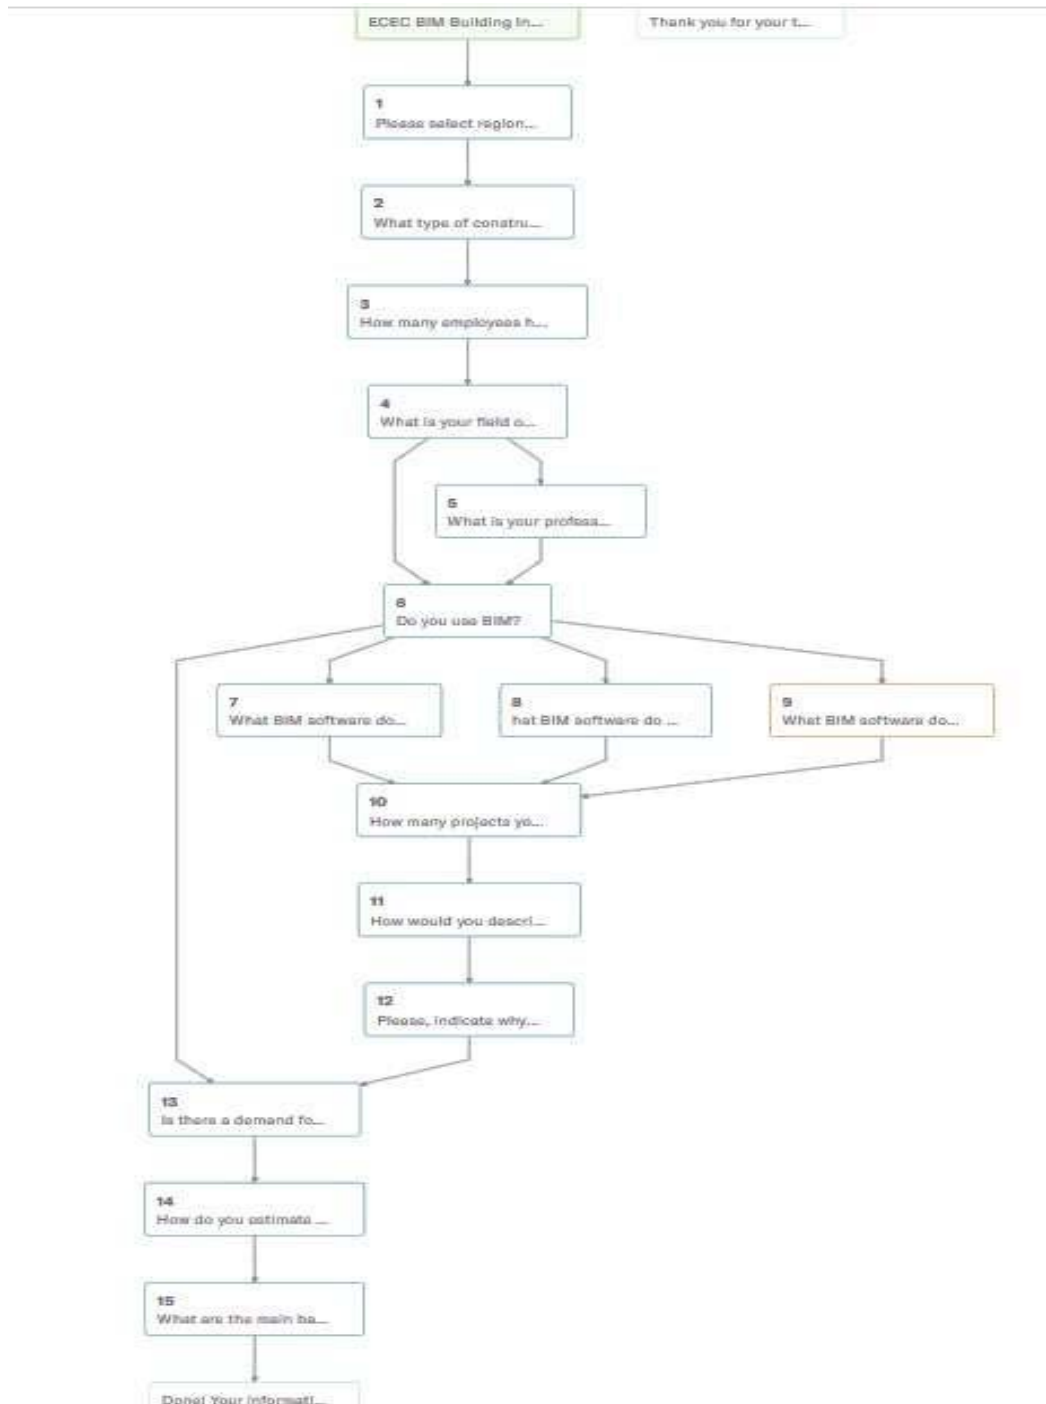 ECEC BIM Building In...
Thank you for your t...
1
Please select region...
2
What type of constru...
3
How many employees h...
4
What is your field o...
5
What is your profess...
6
Do you use BIM?
7
What BIM software do...
8
hat BIM software do ...
9
What BIM software do...
10
How many projects yo...
11
How would you descri...
12
Please, indicate why...
13
Is there a demand fo...
14
How do you estimate ...
15
What are the main ba...
Done! Your informati...